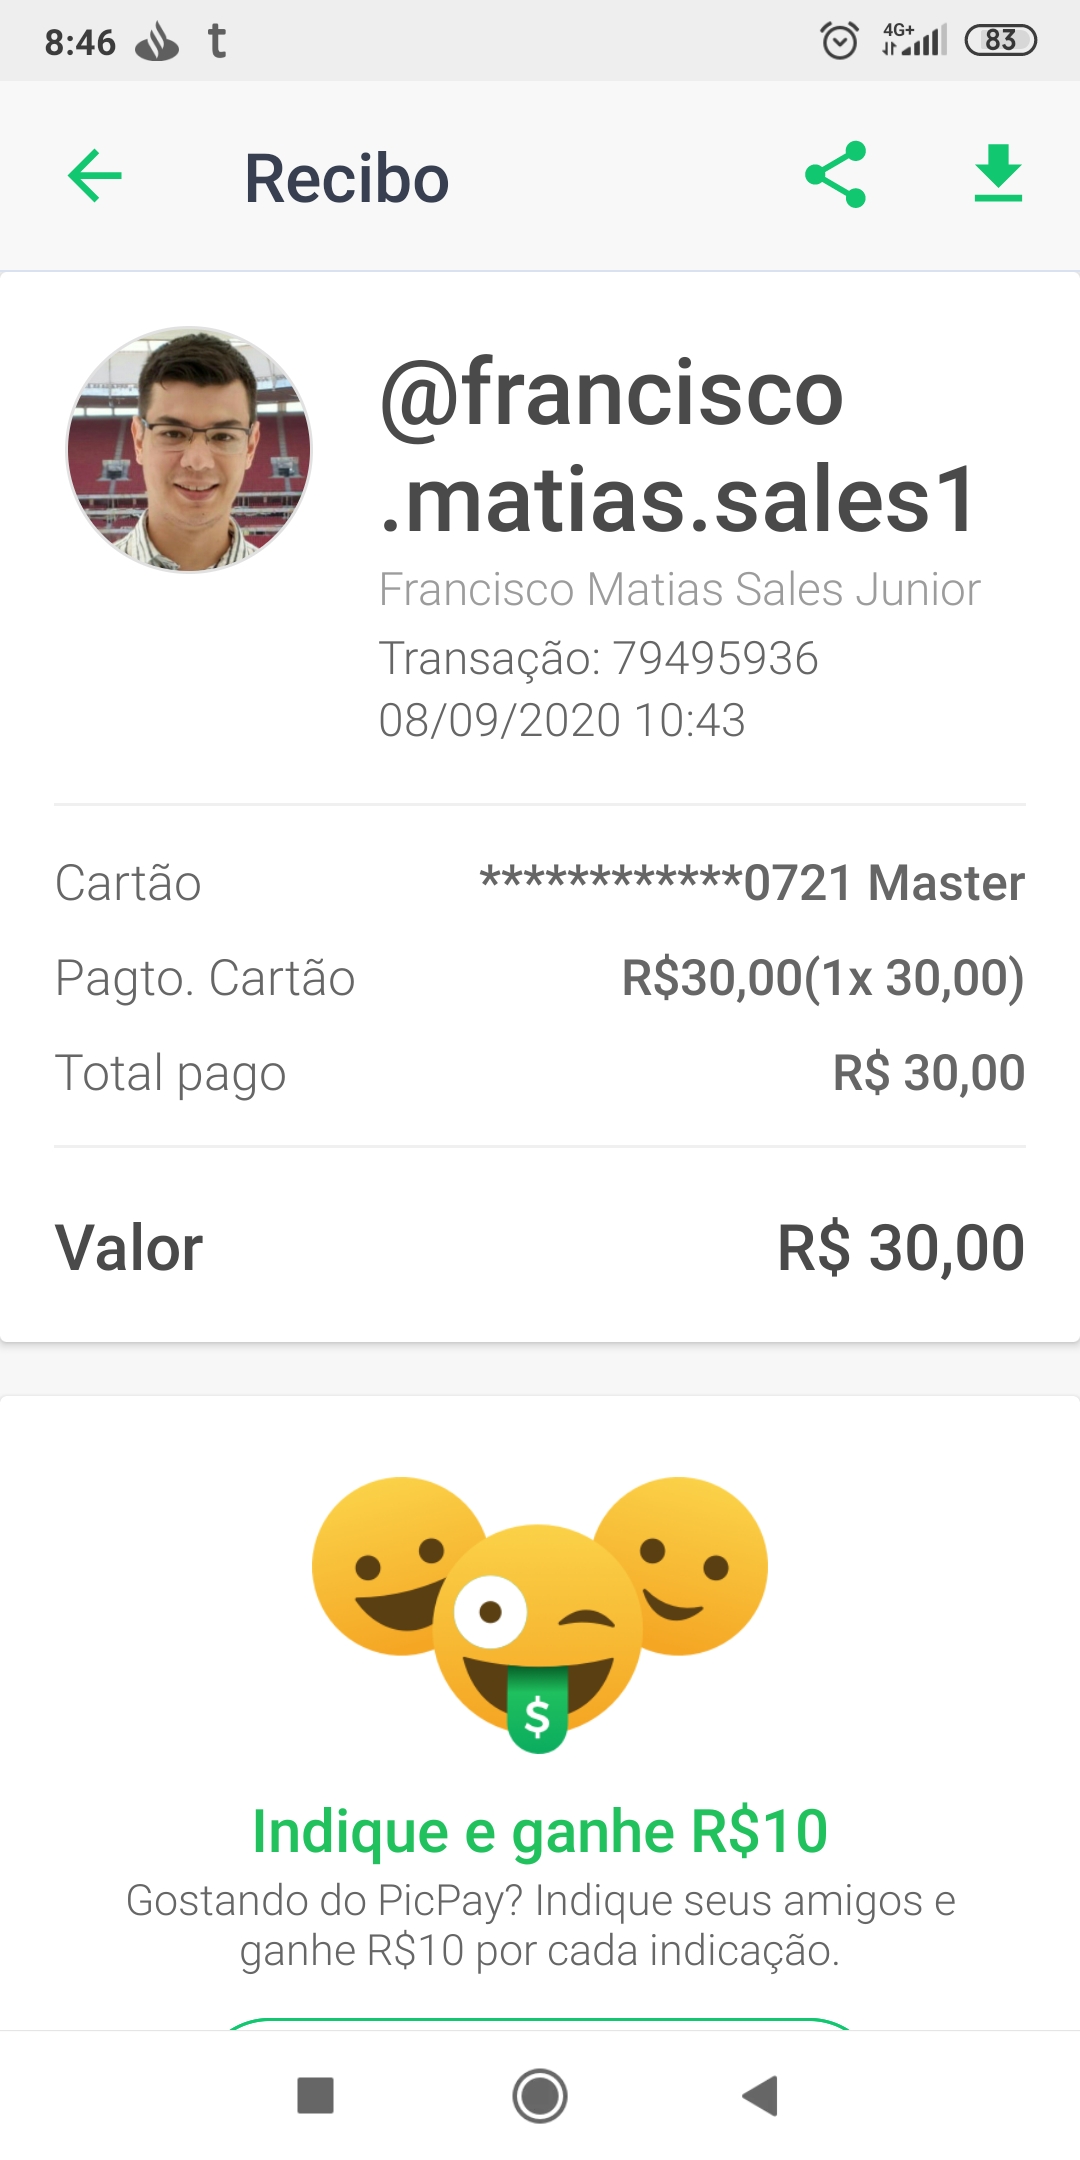 8:46 t 4G+ 83
Recibo
@francisco
.matias.sales1
Francisco Matias Sales Junior
Transação: 79495936
08/09/2020 10:43
Cartão ************0721 Master
Pagto. Cartão R$30,00(1x 30,00)
Total pago R$ 30,00
Valor R$ 30,00
$
Indique e ganhe R$10
Gostando do PicPay? Indique seus amigos e
ganhe R$10 por cada indicação.